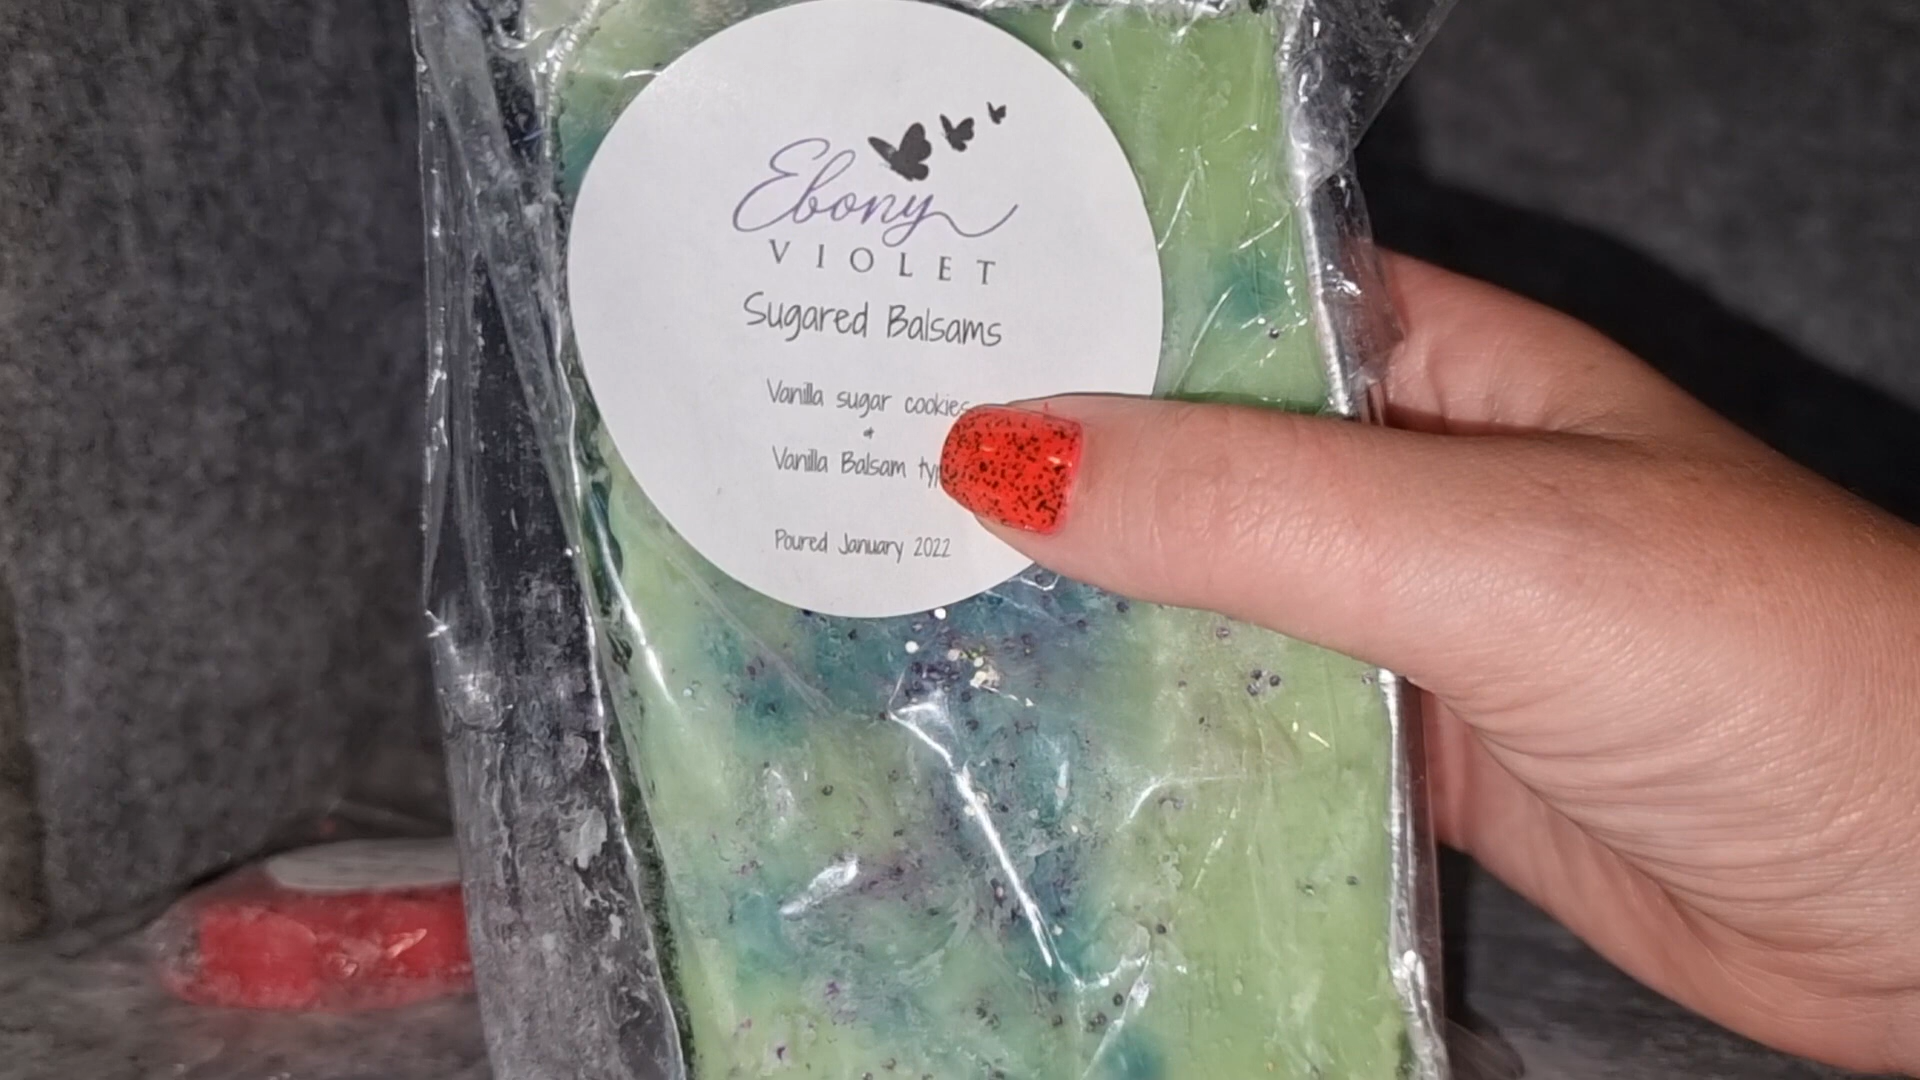 Ebony
VIOLET
Sugared Balsams
Vanilla sugar cookies
+
Vanilla Balsam
Poured January 2022